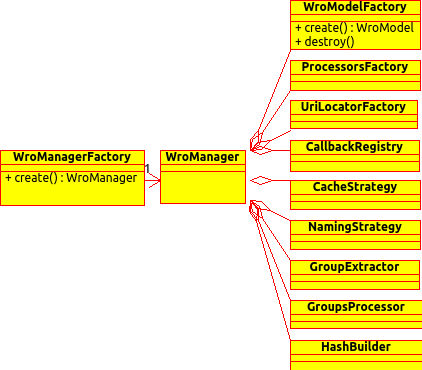 WroModelFactory
+ create() : WroModel
+ destroy()
ProcessorsFactory
UriLocatorFactory
CallbackRegistry
WroManagerFactory
+ create() : WroManager
1
WroManager
CacheStrategy
NamingStrategy
GroupExtractor
GroupsProcessor
HashBuilder